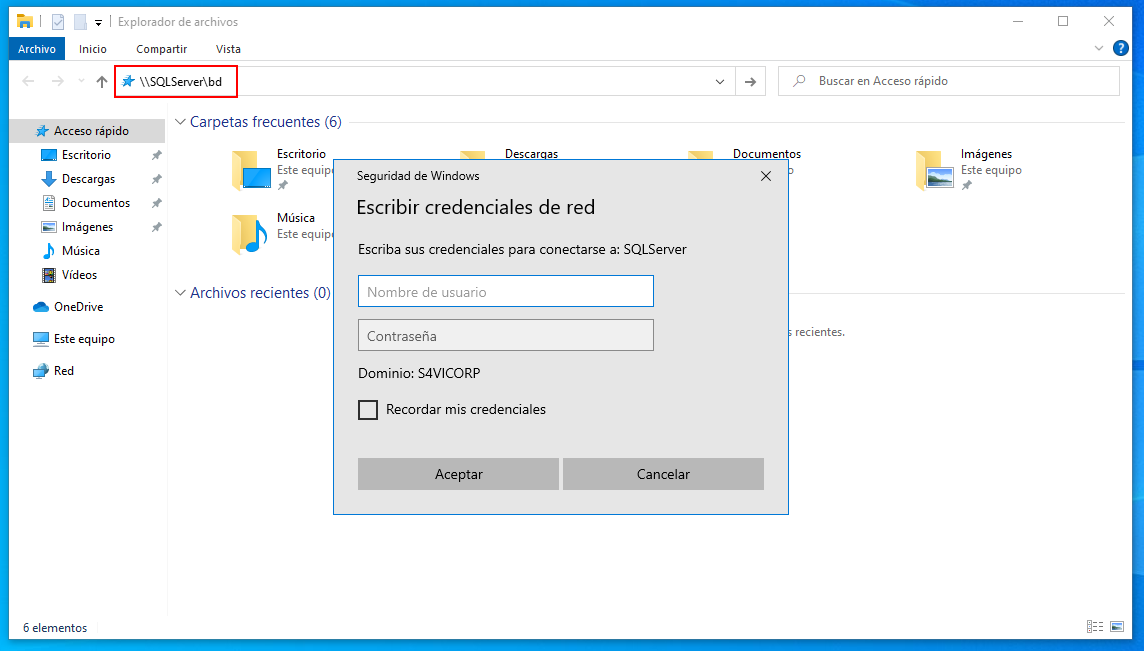 Explorador de archivos
Archivo Inicio Compartir Vista
?
\\SQLServer\bd
Buscar en Acceso rápido
Acceso rápido
Escritorio
Descargas
Documentos
Imágenes
Música
Vídeos
OneDrive
Este equipo
Red
Carpetas frecuentes (6)
Escritorio
Este equipo
Descargas
Documentos
Imágenes
Este equipo
Música
Este equipo
Archivos recientes (0)
s recientes.
Seguridad de Windows
Escribir credenciales de red
Escriba sus credenciales para conectarse a: SQLServer
Nombre de usuario
Contraseña
Dominio: S4VICORP
Recordar mis credenciales
Aceptar
Cancelar
6 elementos